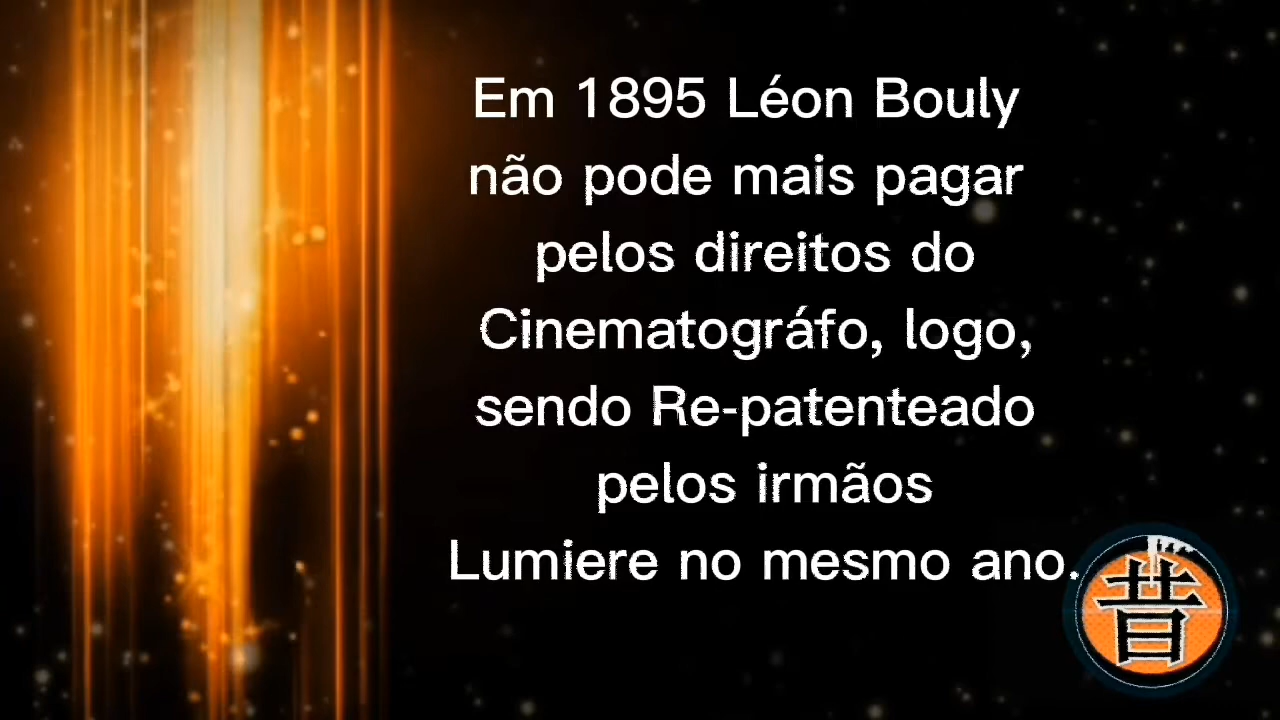 Em 1895 Léon Bouly
não pode mais pagar
pelos direitos do
Cinematográfo, logo,
sendo Re-patenteado
pelos irmãos
Lumiere no mesmo ano.
昔